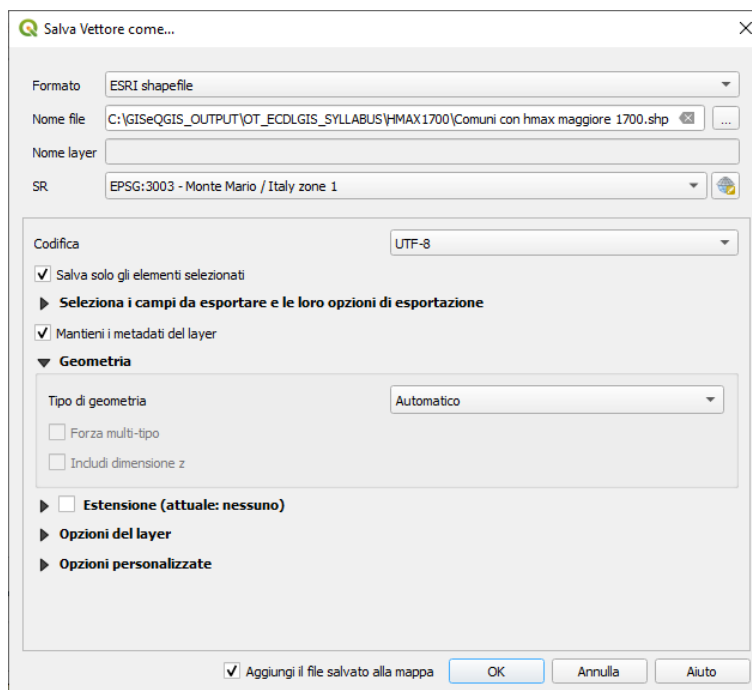 Salva Vettore come...
Formato ESRI shapefile
Nome file C:\GISeQGIS_OUTPUT\OT_ECDLGIS_SYLLABUS\HMAX1700\Comuni con hmax maggiore 1700.shp ...
Nome layer
SR EPSG:3003 - Monte Mario / Italy zone 1
Codifica UTF-8
Salva solo gli elementi selezionati
Seleziona i campi da esportare e le loro opzioni di esportazione
Mantieni i metadati del layer
Geometria
Tipo di geometria Automatico
Forza multi-tipo
Includi dimensione z
Estensione (attuale: nessuno)
Opzioni del layer
Opzioni personalizzate
Aggiungi il file salvato alla mappa OK Annulla Aiuto